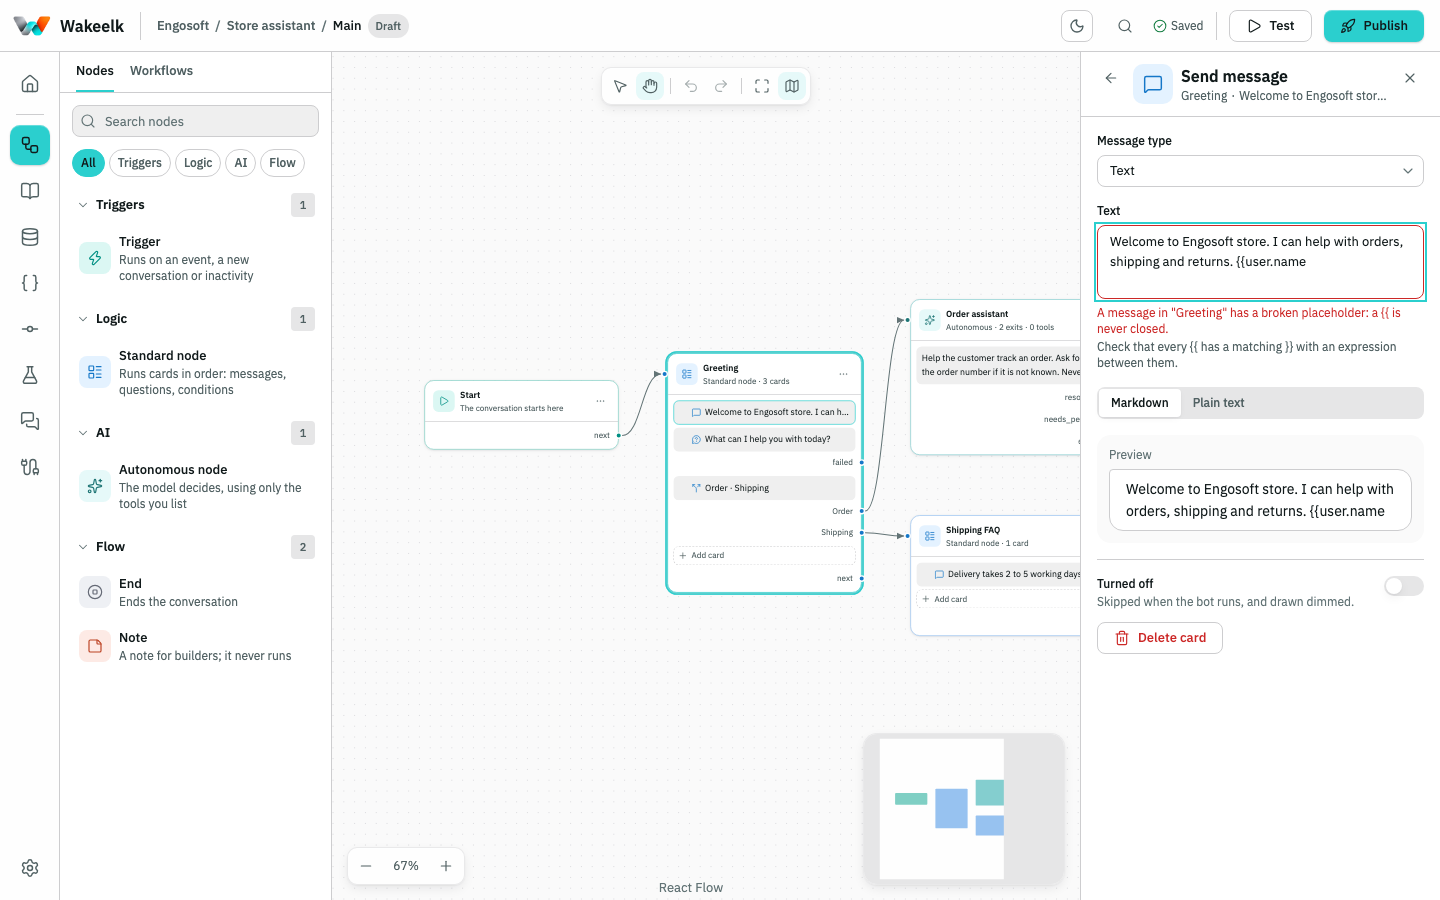 Wakeelk
Engosoft / Store assistant / Main Draft
Saved
Test
Publish
Nodes
Workflows
Search nodes
All
Triggers
Logic
AI
Flow
Triggers 1
Trigger
Runs on an event, a new
conversation or inactivity
Logic 1
Standard node
Runs cards in order: messages,
questions, conditions
AI 1
Autonomous node
The model decides, using only the
tools you list
Flow 2
End
Ends the conversation
Note
A note for builders; it never runs
Start
The conversation starts here
next
Greeting
Standard node · 3 cards
Welcome to Engosoft store. I can h...
What can I help you with today?
failed
Order · Shipping
Order
Shipping
+ Add card
next
Order assistant
Autonomous · 2 exits · 0 tools
Help the customer track an order. Ask fo
the order number if it is not known. Neve
reso
needs_pe
Shipping FAQ
Standard node · 1 card
Delivery takes 2 to 5 working days
+ Add card
67%
React Flow
Send message
Greeting · Welcome to Engosoft stor...
Message type
Text
Text
Welcome to Engosoft store. I can help with orders,
shipping and returns. {{user.name
A message in "Greeting" has a broken placeholder: a {{ is
never closed.
Check that every {{ has a matching }} with an expression
between them.
Markdown
Plain text
Preview
Welcome to Engosoft store. I can help with
orders, shipping and returns. {{user.name
Turned off
Skipped when the bot runs, and drawn dimmed.
Delete card